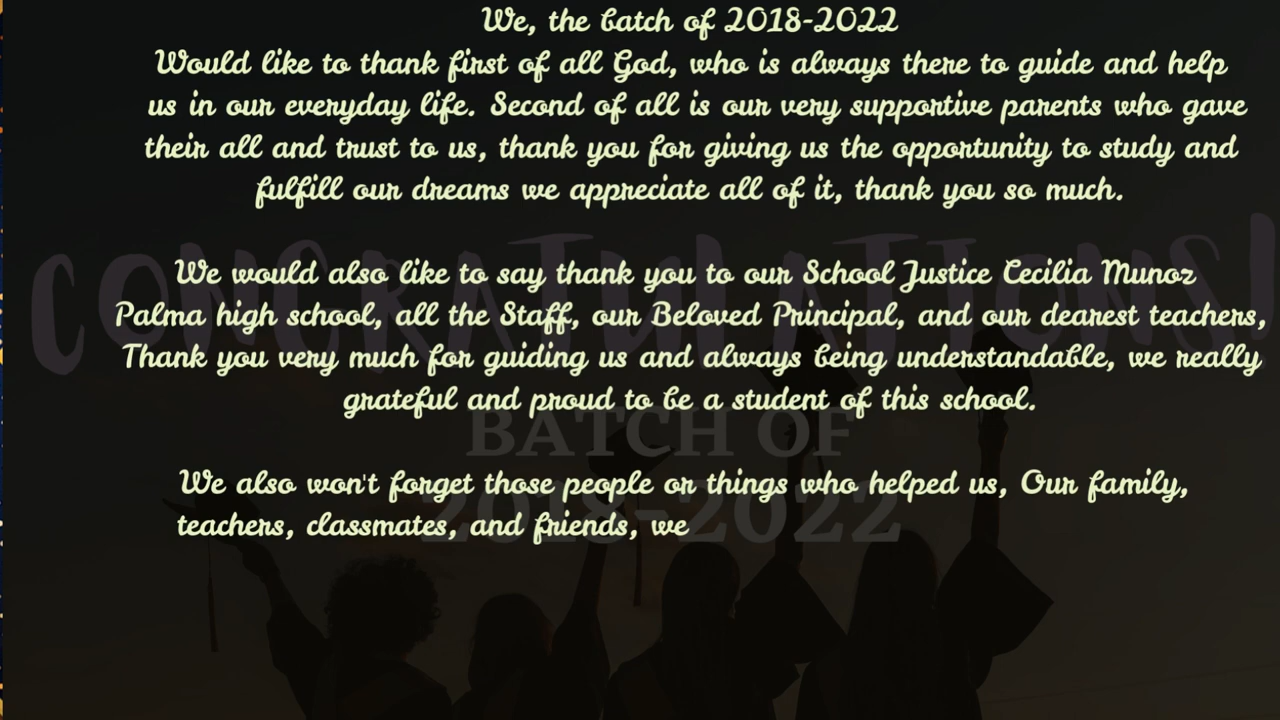 We, the batch of 2018-2022
Would like to thank first of all God, who is always there to guide and help
us in our everyday life. Second of all is our very supportive parents who gave
their all and trust to us, thank you for giving us the opportunity to study and
fulfill our dreams we appreciate all of it, thank you so much.
CONGRATULATIONS!
We would also like to say thank you to our School Justice Cecilia Munoz
Palma high school, all the Staff, our Beloved Principal, and our dearest teachers,
Thank you very much for guiding us and always being understandable, we really
grateful and proud to be a student of this school.
BATCH OF
2018-2022
We also won't forget those people or things who helped us, Our family,
teachers, classmates, and friends, we